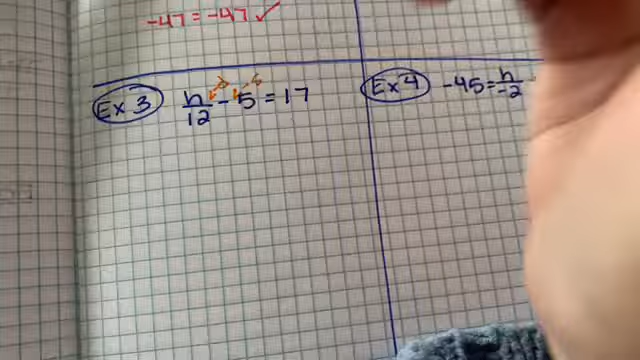 -47 = -47 ✓
Ex 3
n/12 - 5 = 17
Ex 4
-45 = n/-2